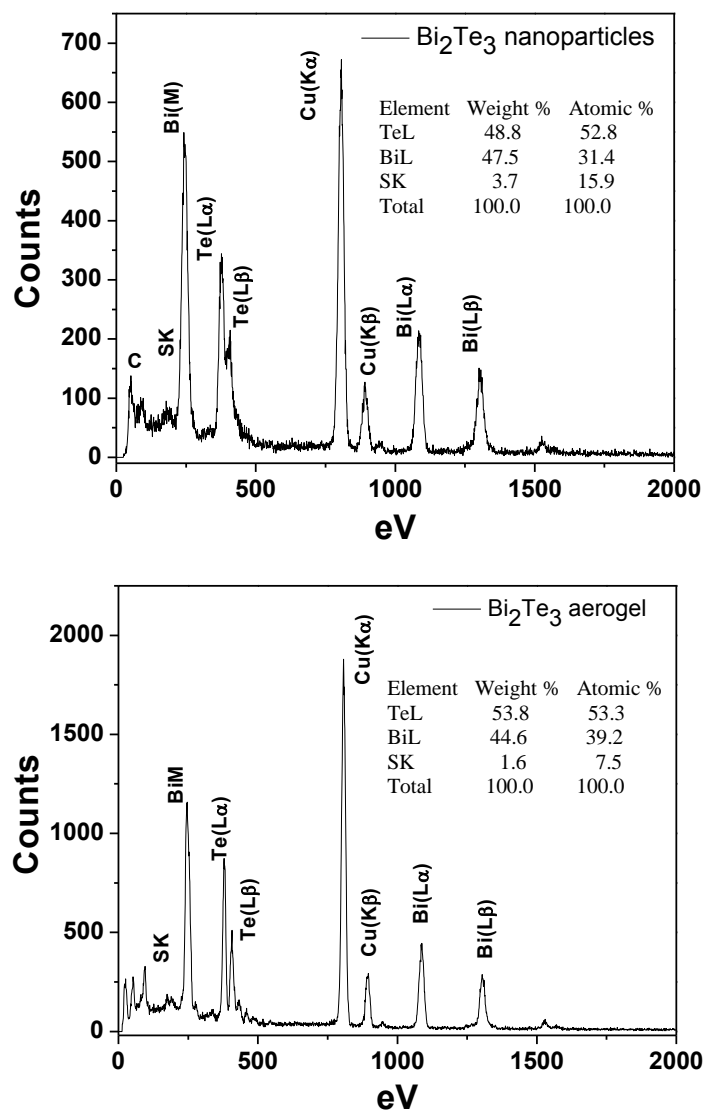 Bi2Te3 nanoparticles
Counts
700
600
500
400
300
200
100
0
C
SK
Bi(M)
Te(Lα)
Te(Lβ)
Cu(Kα)
Cu(Kβ)
Bi(Lα)
Bi(Lβ)
Element Weight % Atomic %
TeL 48.8 52.8
BiL 47.5 31.4
SK 3.7 15.9
Total 100.0 100.0
0 500 1000 1500 2000
eV
Bi2Te3 aerogel
Counts
2000
1500
1000
500
0
SK
BiM
Te(Lα)
Te(Lβ)
Cu(Kα)
Cu(Kβ)
Bi(Lα)
Bi(Lβ)
Element Weight % Atomic %
TeL 53.8 53.3
BiL 44.6 39.2
SK 1.6 7.5
Total 100.0 100.0
0 500 1000 1500 2000
eV